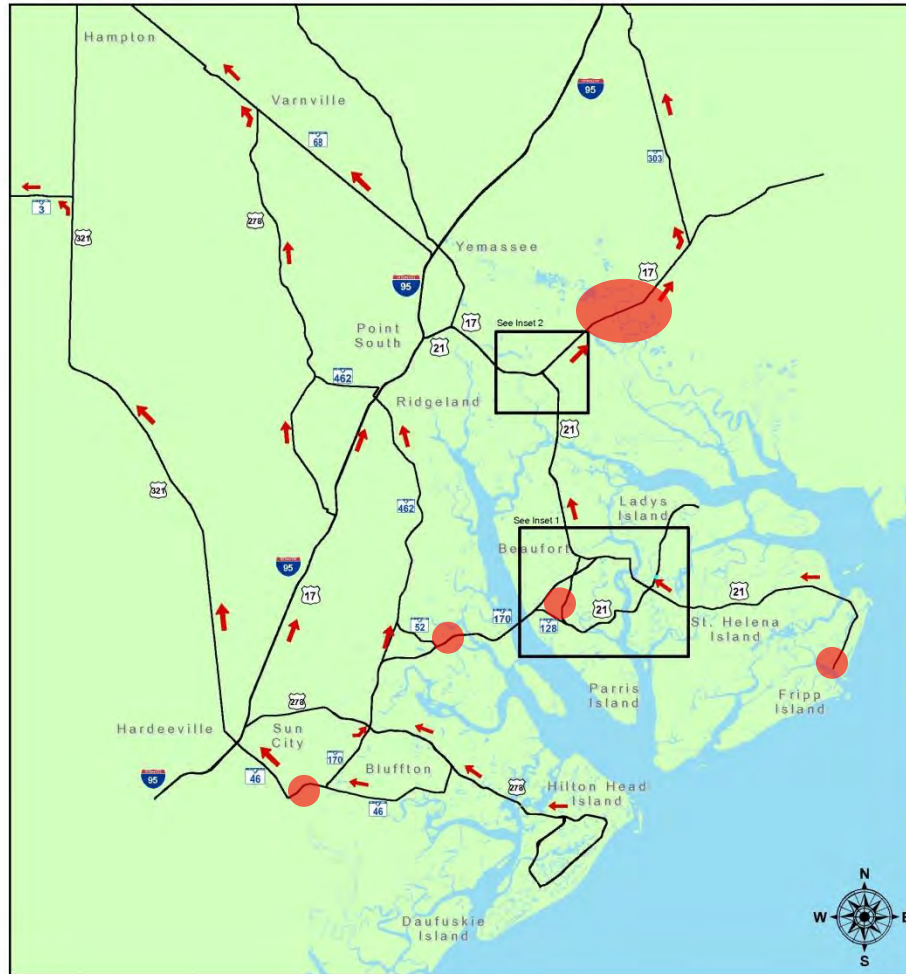 Hampton
95
Varnville
68
303
3
278
321
Yemassee
17
95
See Inset 2
17
Point
South
21
462
Ridgeland
21
321
462
Ladys
Island
See Inset 1
Beaufort
95
17
21
52
170
128
21
St. Helena
Island
278
Parris
Island
Fripp
Island
Hardeeville
Sun
City
170
Bluffton
95
46
46
278
Hilton Head
Island
N
W
E
S
Daufuskie
Island